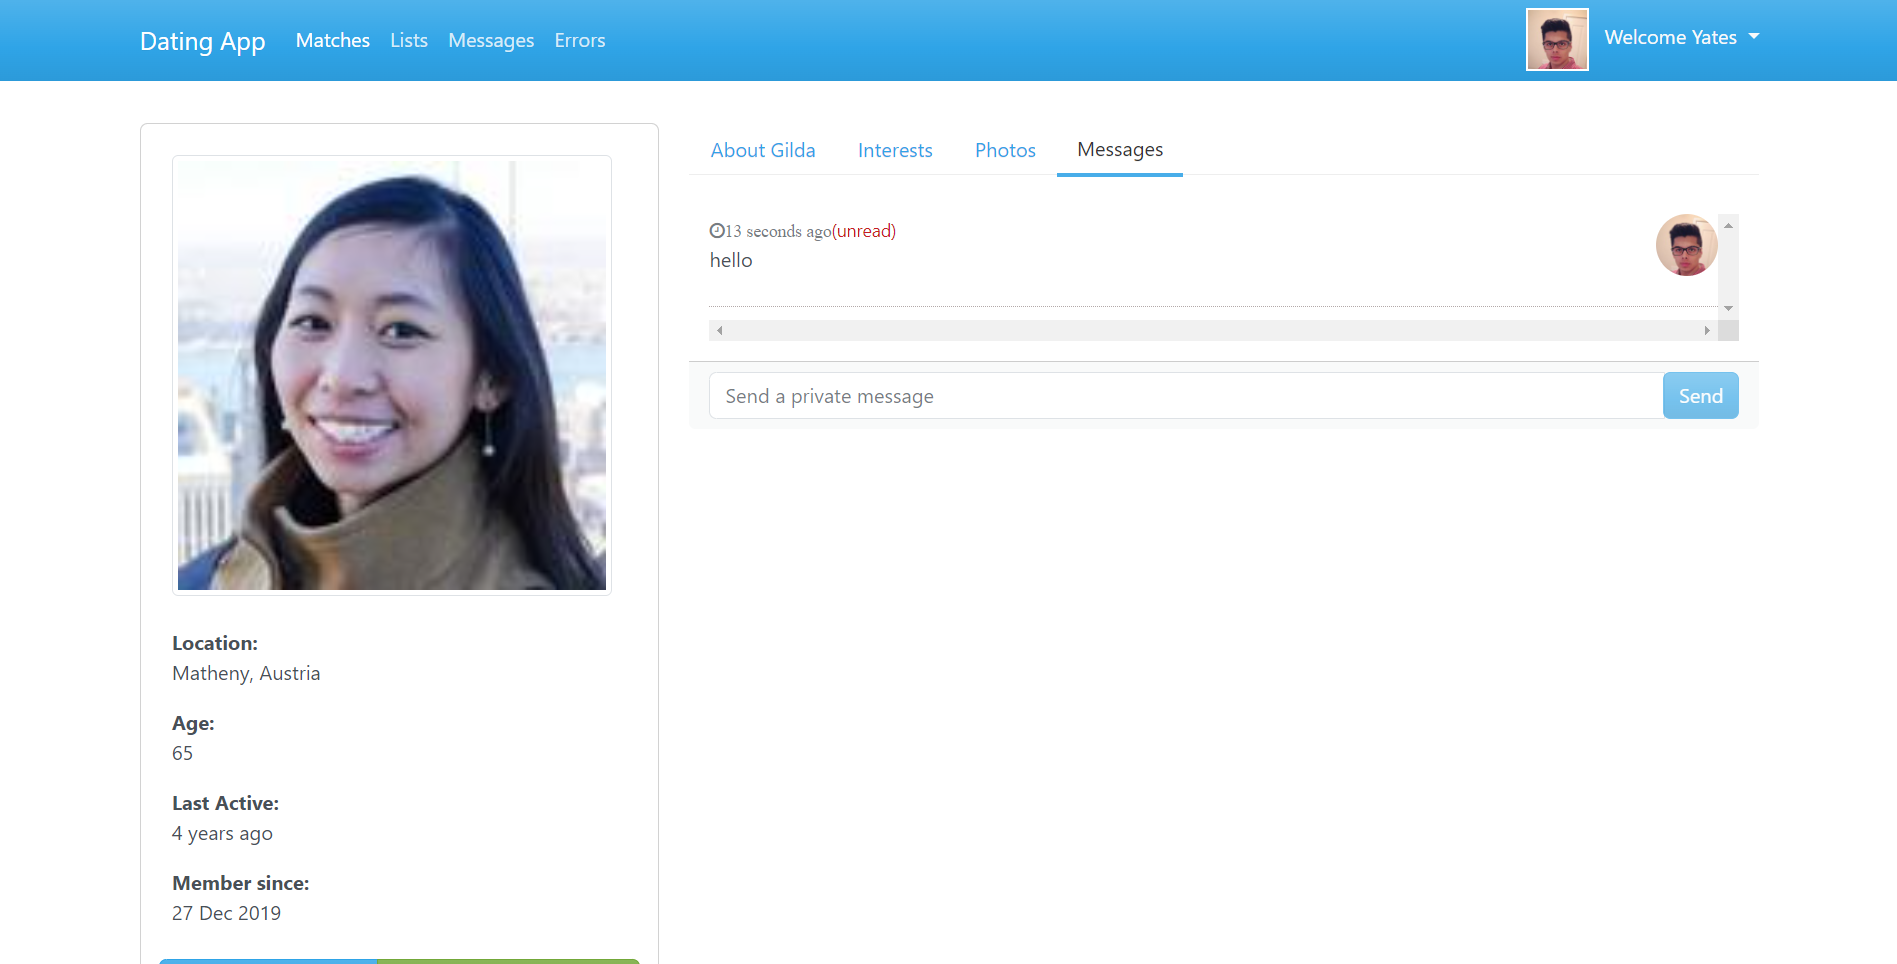 Dating App Matches Lists Messages Errors Welcome Yates
About Gilda Interests Photos Messages
13 seconds ago(unread)
hello
Send a private message Send
Location:
Matheny, Austria
Age:
65
Last Active:
4 years ago
Member since:
27 Dec 2019